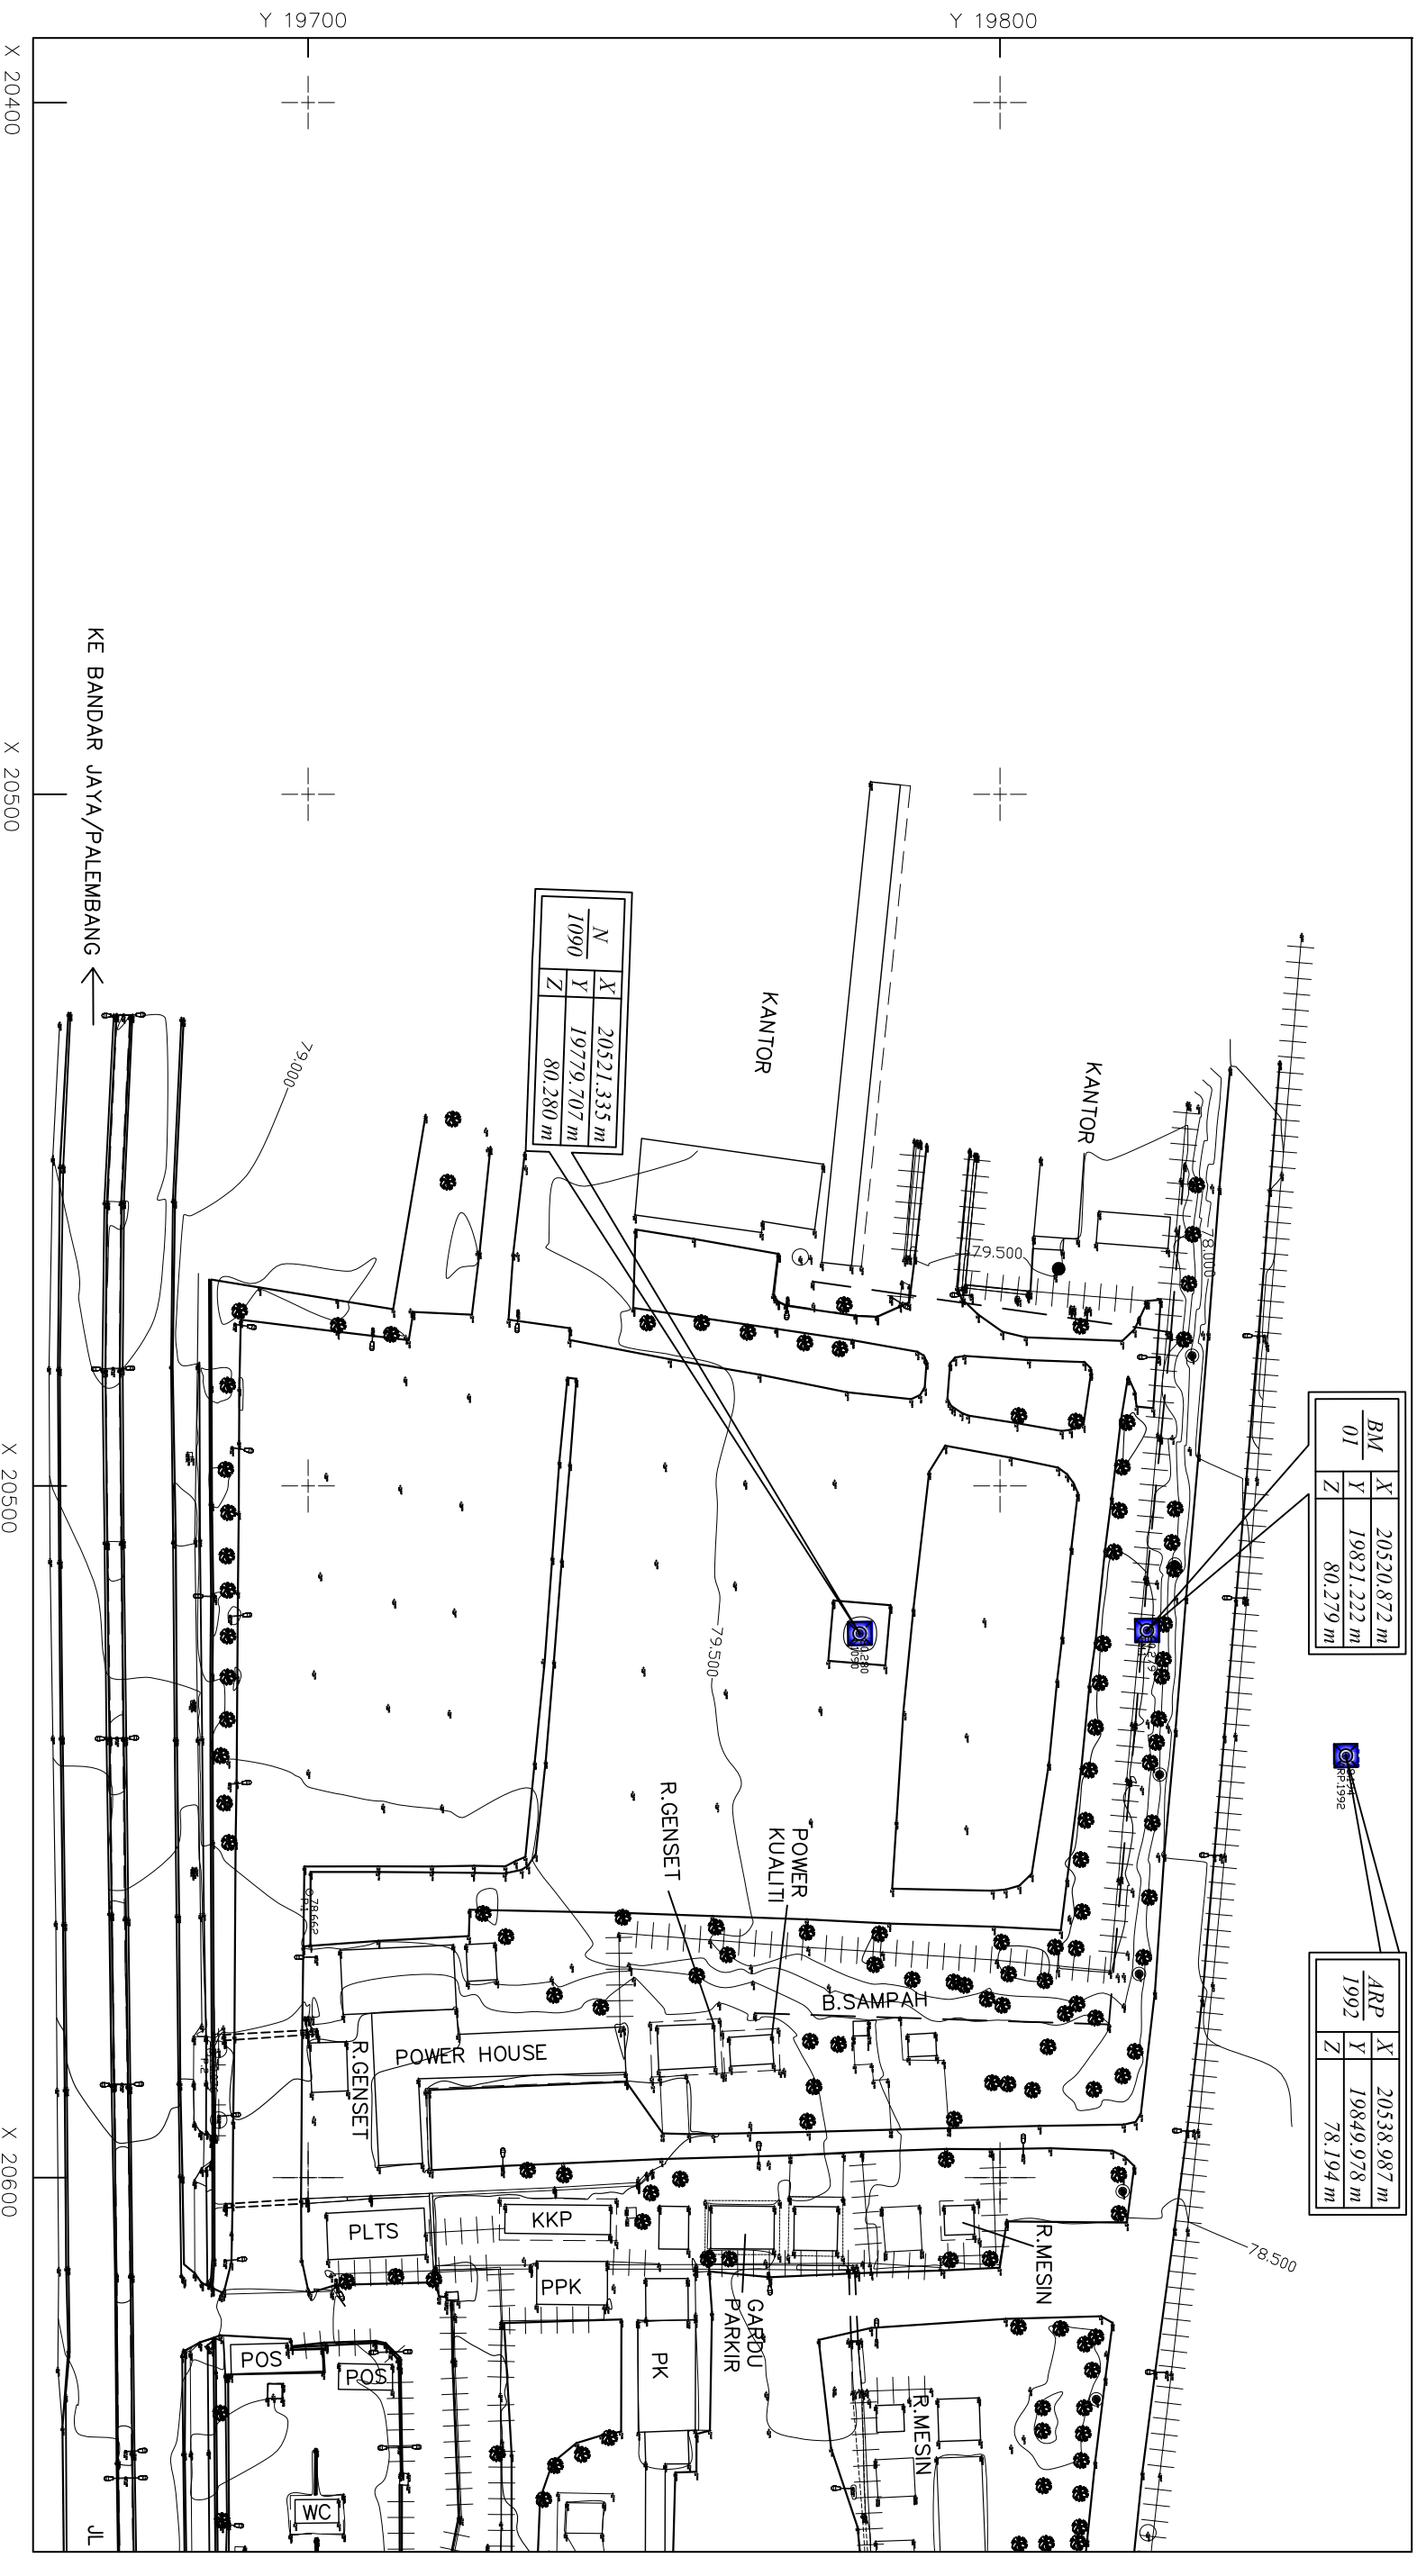 Y 19700
Y 19800
X 20400
X 20500
X 20500
X 20600
KE BANDAR JAYA/PALEMBANG
79.000
N
1090
X 20521.335 m
Y 19779.707 m
Z 80.280 m
KANTOR
KANTOR
79.500
78.000
BM
01
X 20520.872 m
Y 19821.222 m
Z 80.279 m
79.500
ARP
1992
X 20538.987 m
Y 19849.978 m
Z 78.194 m
R.GENSET
POWER
KUALITI
B.SAMPAH
POWER HOUSE
R.GENSET
78.662
PLTS
KKP
PPK
PK
GARDU
PARKIR
R.MESIN
R.MESIN
78.500
POS
POS
WC
JL